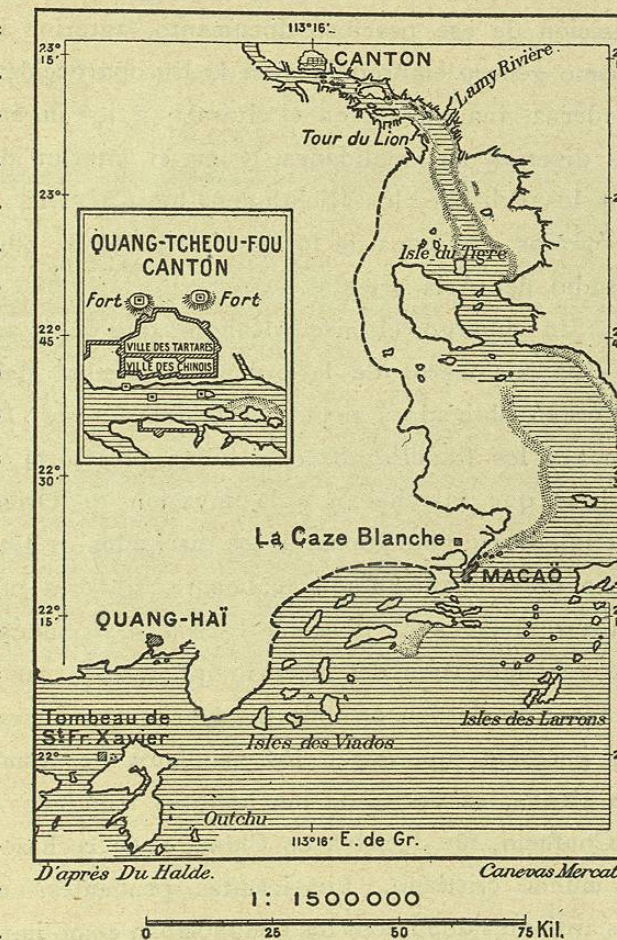 113°16'
23°
15'
CANTON
Lamy Rivière
Tour du Lion
23°
QUANG-TCHEOU-FOU
CANTON
Fort
Fort
VILLE DES TARTARES
VILLE DES CHINOIS
Isle du Tigre
22°
45'
22°
30'
La Caze Blanche
MACAÖ
22°
15'
QUANG-HAÏ
Tombeau de
St Fr. Xavier
Isles des Larrons
Isles des Viados
22°
Outchu
113°16' E. de Gr.
D'après Du Halde.
Canevas Mercat
1: 1500000
0 25 50 75 Kil.